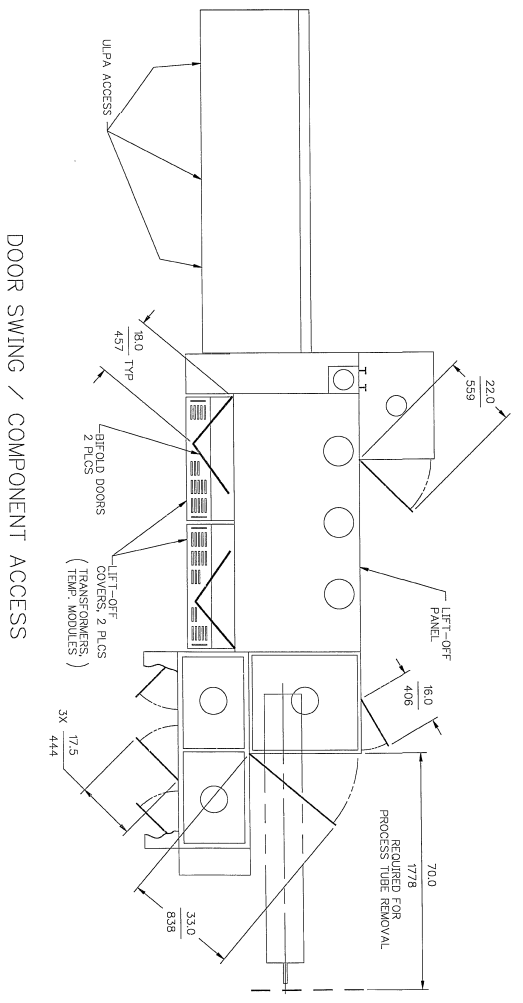 ULPA ACCESS
18.0
457
TYP
BIFOLD DOORS
2 PLCS
LIFT-OFF
COVERS, 2 PLCS
( TRANSFORMERS,
TEMP. MODULES )
3X
17.5
444
22.0
559
LIFT-OFF
PANEL
16.0
406
70.0
1778
REQUIRED FOR
PROCESS TUBE REMOVAL
33.0
838
DOOR SWING / COMPONENT ACCESS